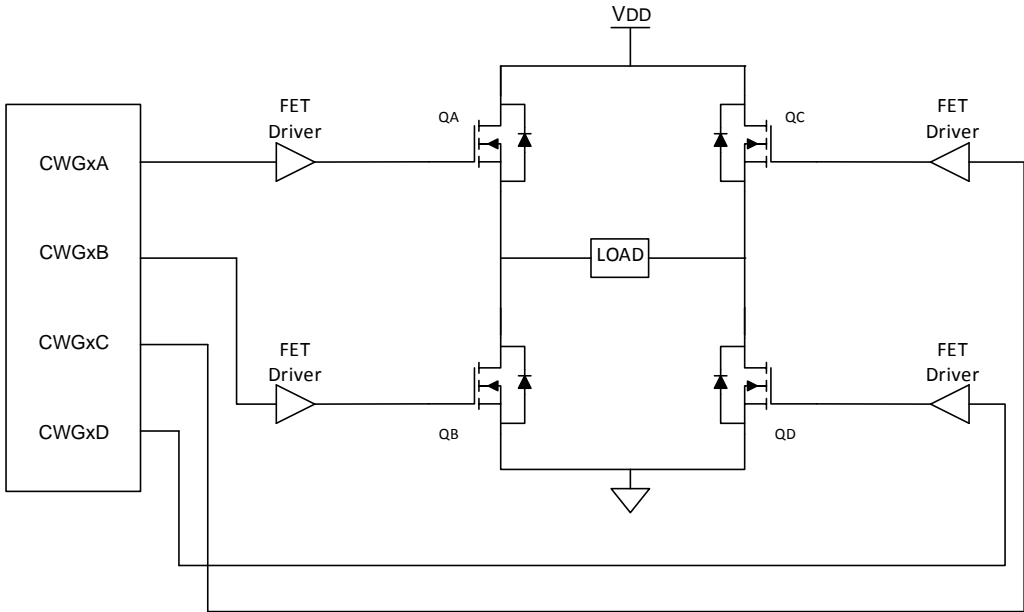 VDD
FET
Driver
QA
QC
FET
Driver
CWGxA
CWGxB
LOAD
CWGxC
FET
Driver
FET
Driver
CWGxD
QB
QD